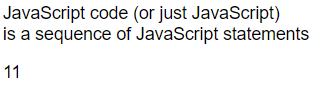 JavaScript code (or just JavaScript)
is a sequence of JavaScript statements
11